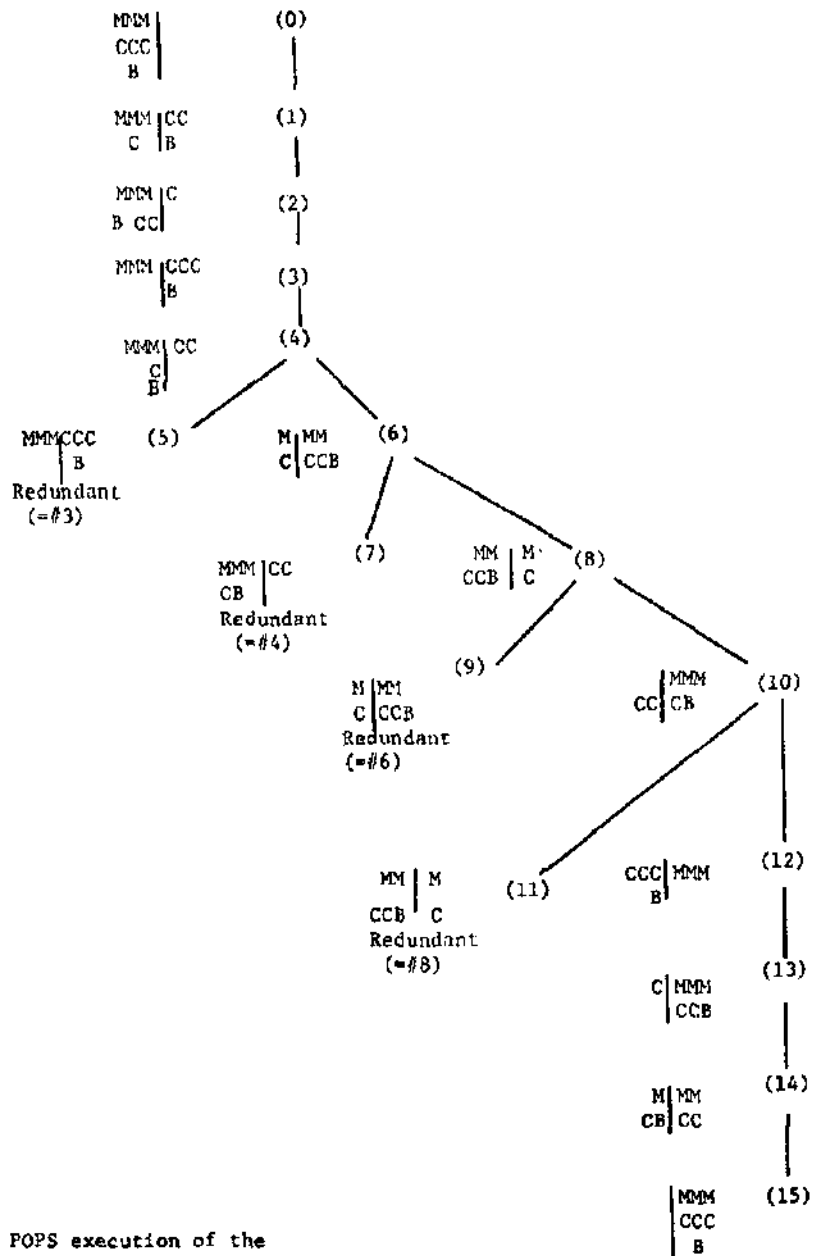 MMM (0)
CCC
B
MMM CC (1)
C B
MMM C (2)
B CC
MMM CCC (3)
B
MMM CC (4)
C
B
MMMCCC (5)
B
Redundant
(=#3)
M MM (6)
C CCB
MMM CC (7)
CB
Redundant
(=#4)
MM M (8)
CCB C
M MM (9)
C CCB
Redundant
(=#6)
MMM (10)
CC CB
MM M (11)
CCB C
Redundant
(=#8)
CCC MMM (12)
B
C MMM (13)
CCB
M MM (14)
CB CC
MMM (15)
CCC
B
POPS execution of the